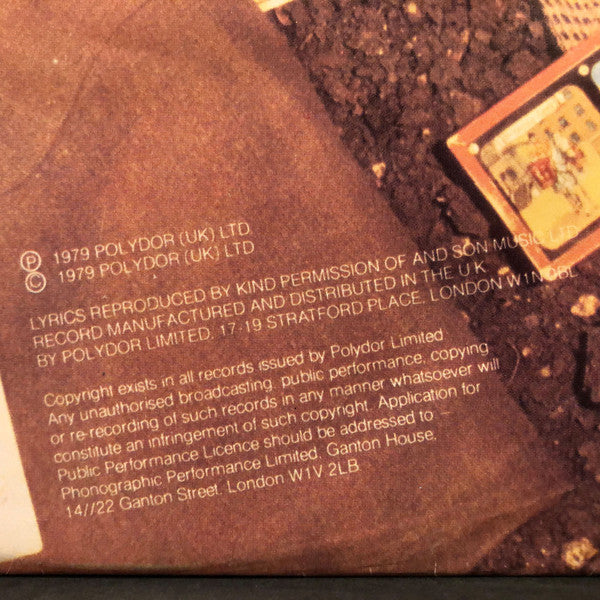 Ⓟ 1979 POLYDOR (UK) LTD.
© 1979 POLYDOR (UK) LTD
LYRICS REPRODUCED BY KIND PERMISSION OF AND SON MUSIC LTD
RECORD MANUFACTURED AND DISTRIBUTED IN THE U.K.
BY POLYDOR LIMITED. 17-19 STRATFORD PLACE, LONDON W1N 0BL
Copyright exists in all records issued by Polydor Limited
Any unauthorised broadcasting, public performance, copying
or re-recording of such records in any manner whatsoever will
constitute an infringement of such copyright. Application for
Public Performance Licence should be addressed to –
Phonographic Performance Limited, Ganton House,
14//22 Ganton Street, London W1V 2LB